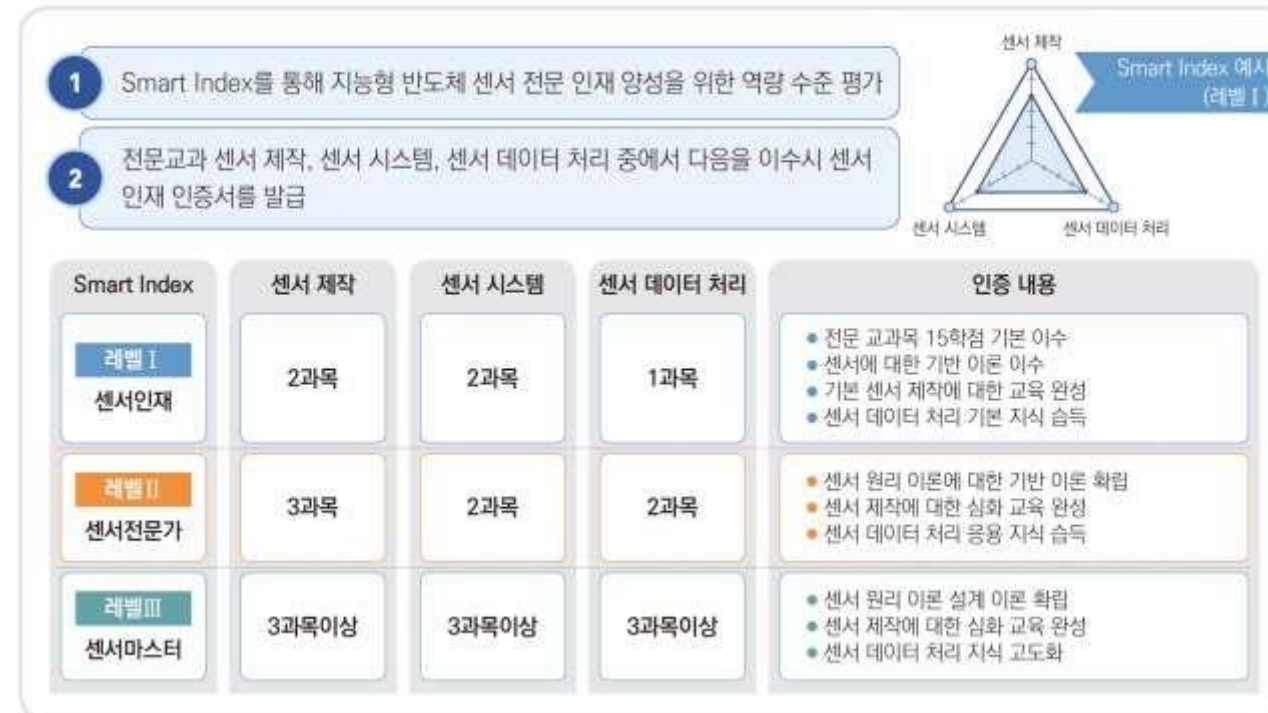 1 Smart Index를 통해 지능형 반도체 센서 전문 인재 양성을 위한 역량 수준 평가
2 전문교과 센서 제작, 센서 시스템, 센서 데이터 처리 중에서 다음을 이수시 센서
인재 인증서를 발급
센서 제작
Smart Index 예시
(레벨 I)
센서 시스템
센서 데이터 처리
Smart Index
센서 제작
센서 시스템
센서 데이터 처리
인증 내용
레벨 I
센서인재
2과목
2과목
1과목
• 전문 교과목 15학점 기본 이수
• 센서에 대한 기반 이론 이수
• 기본 센서 제작에 대한 교육 완성
• 센서 데이터 처리 기본 지식 습득
레벨 II
센서전문가
3과목
2과목
2과목
• 센서 원리 이론에 대한 기반 이론 확립
• 센서 제작에 대한 심화 교육 완성
• 센서 데이터 처리 응용 지식 습득
레벨III
센서마스터
3과목이상
3과목이상
3과목이상
• 센서 원리 이론 설계 이론 확립
• 센서 제작에 대한 심화 교육 완성
• 센서 데이터 처리 지식 고도화